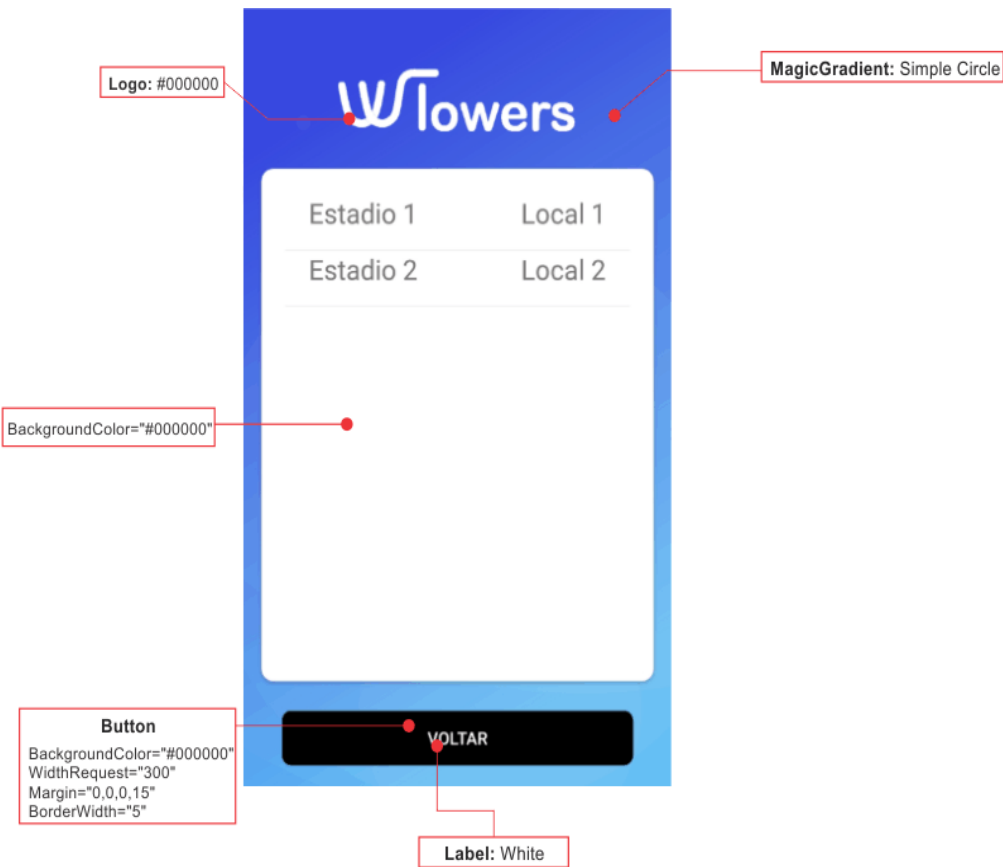 Logo: #000000
MagicGradient: Simple Circle
Wlowers
Estadio 1 Local 1
Estadio 2 Local 2
BackgroundColor="#000000"
Button
BackgroundColor="#000000"
WidthRequest="300"
Margin="0,0,0,15"
BorderWidth="5"
VOLTAR
Label: White